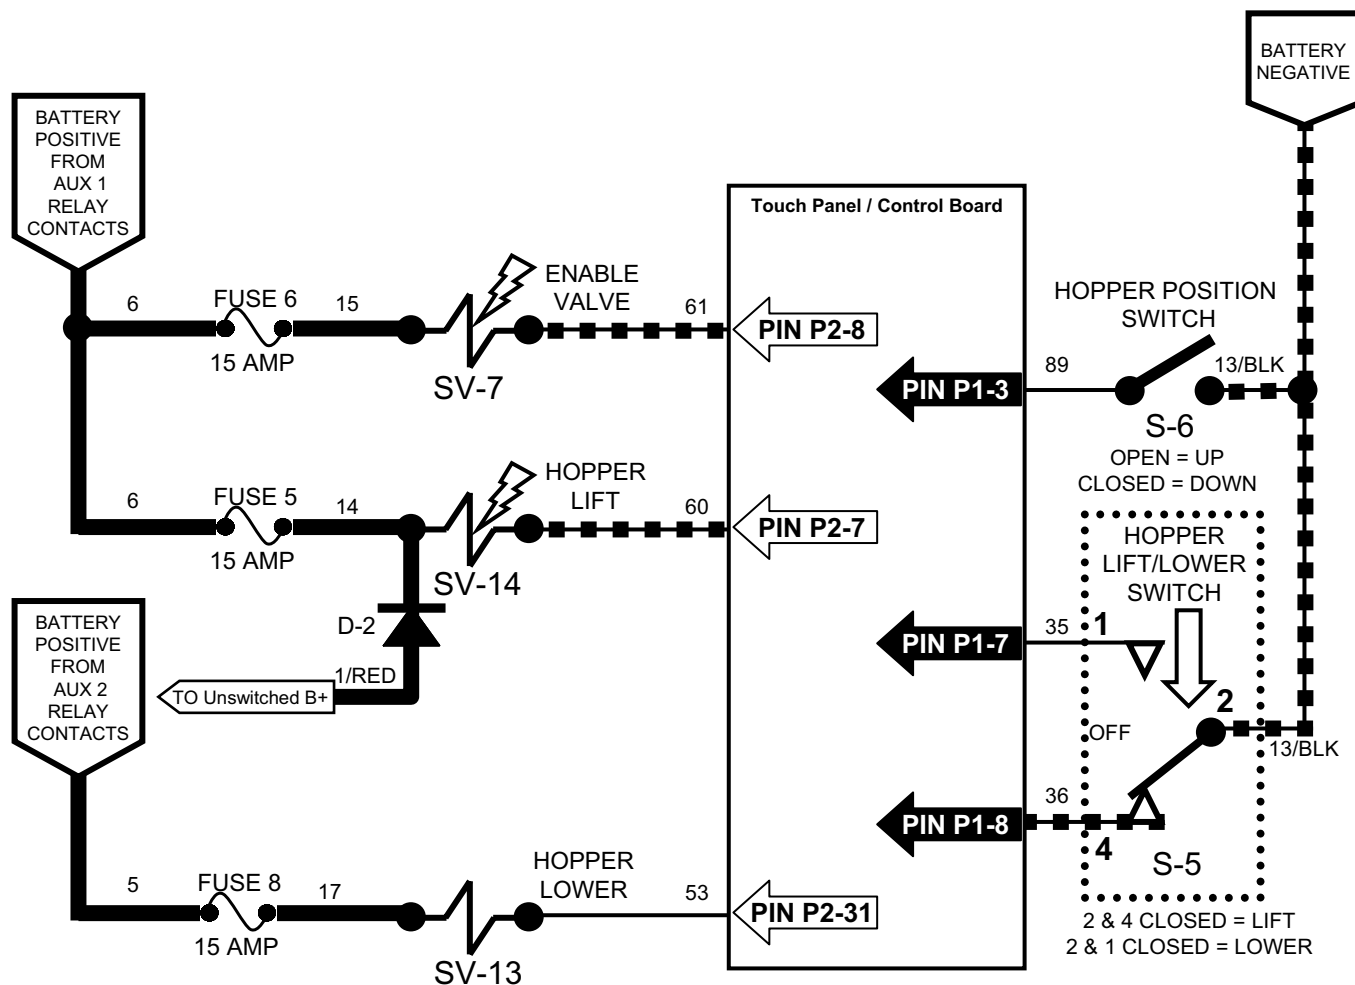 BATTERY
NEGATIVE
BATTERY
POSITIVE
FROM
AUX 1
RELAY
CONTACTS
Touch Panel / Control Board
6
FUSE 6
15 AMP
15
SV-7
ENABLE
VALVE
61
PIN P2-8
PIN P1-3
89
HOPPER POSITION
SWITCH
13/BLK
S-6
OPEN = UP
CLOSED = DOWN
6
FUSE 5
15 AMP
14
SV-14
HOPPER
LIFT
60
PIN P2-7
HOPPER
LIFT/LOWER
SWITCH
BATTERY
POSITIVE
FROM
AUX 2
RELAY
CONTACTS
D-2
1/RED
TO Unswitched B+
PIN P1-7
35
1
2
OFF
13/BLK
PIN P1-8
36
4
S-5
5
FUSE 8
15 AMP
17
SV-13
HOPPER
LOWER
53
PIN P2-31
2 & 4 CLOSED = LIFT
2 & 1 CLOSED = LOWER